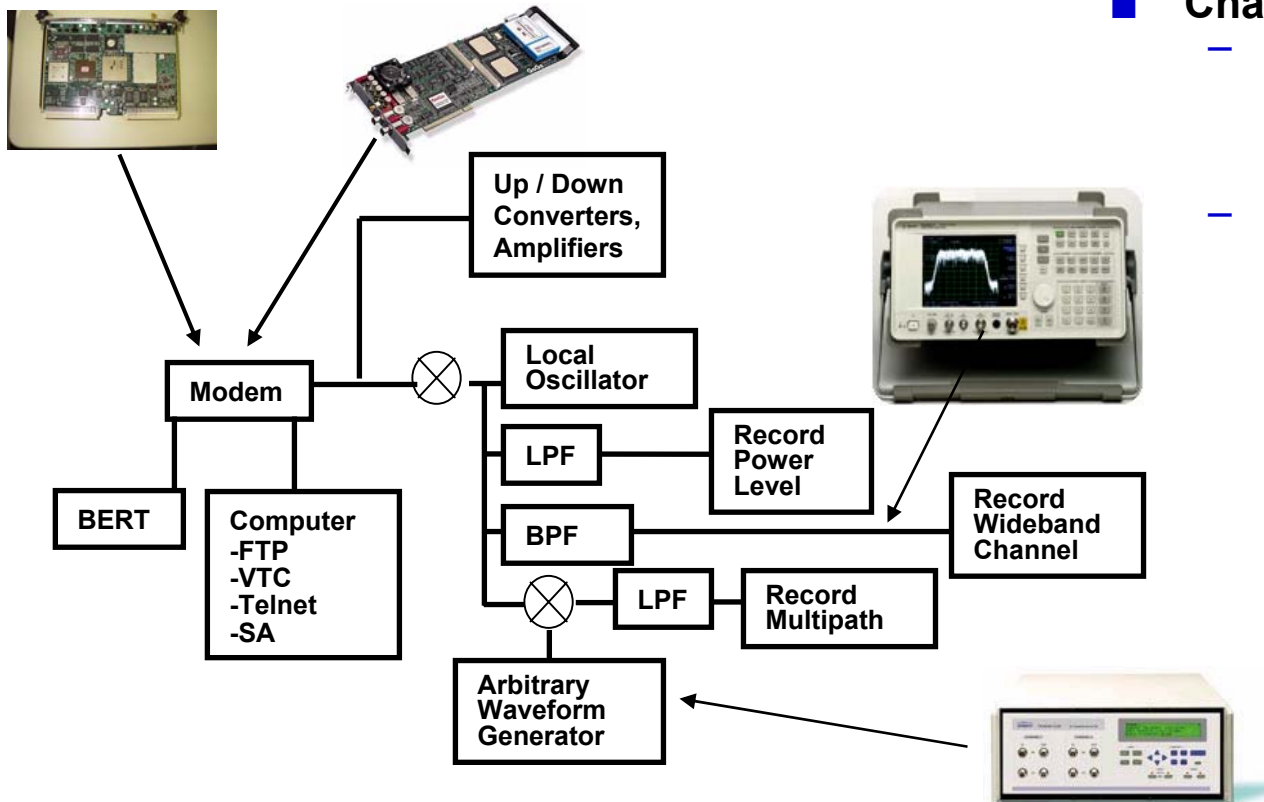 Cha
–
–
Up / Down
Converters,
Amplifiers
Local
Oscillator
Modem
LPF
Record
Power
Level
BERT
Computer
-FTP
-VTC
-Telnet
-SA
BPF
Record
Wideband
Channel
LPF
Record
Multipath
Arbitrary
Waveform
Generator